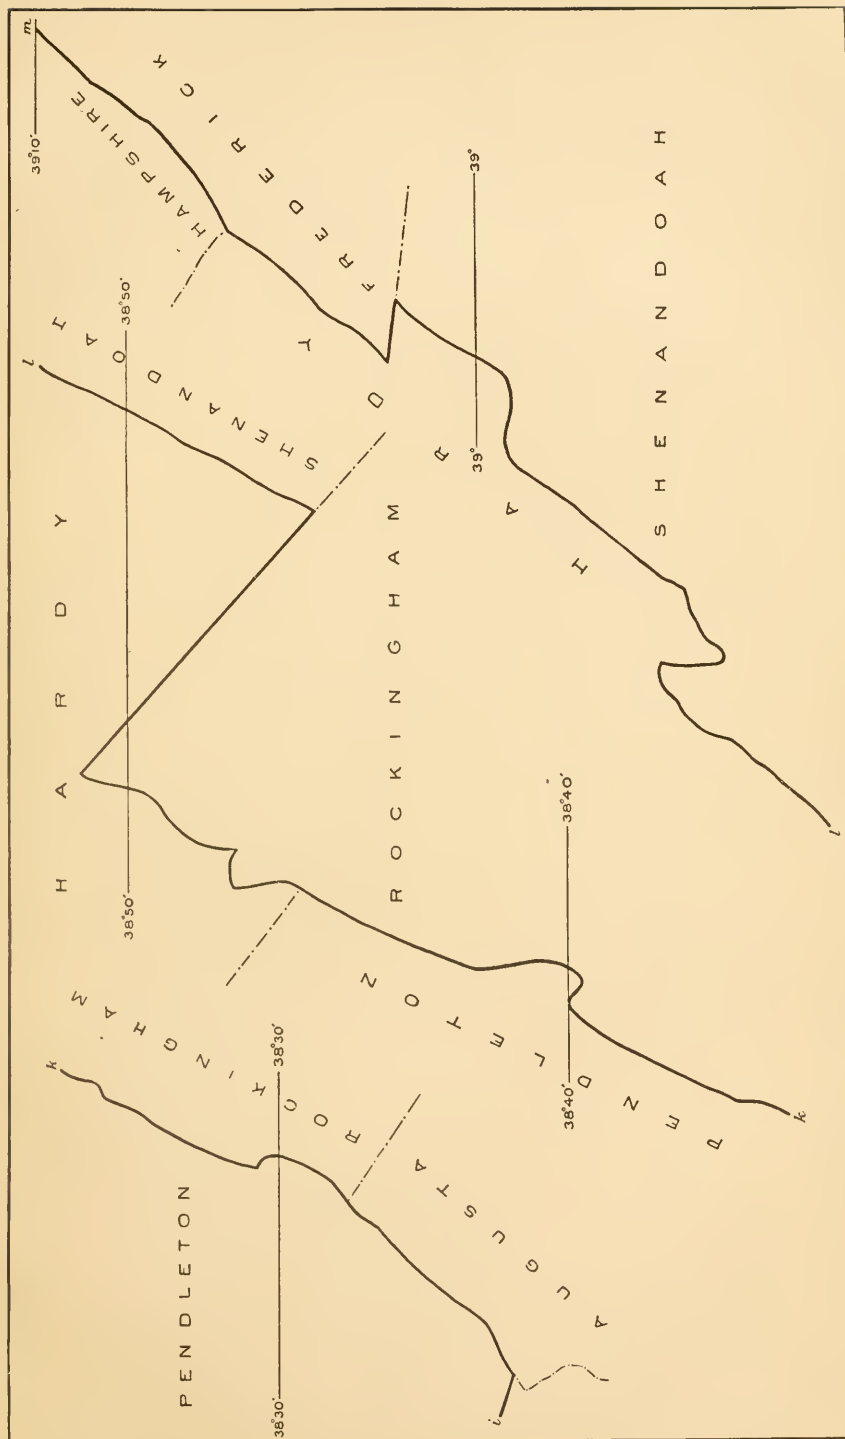 m
39°10'
HAMPSHIRE
FREDERICK
l
HARDY
38°50'
38°50'
SHENANDOAH
HARDY
39°
39°
k
ROCKINGHAM
ROCKINGHAM
SHENANDOAH
PENDLETON
38°30'
38°30'
PENDLETON
38°40'
38°40'
AUGUSTA
i
k
l